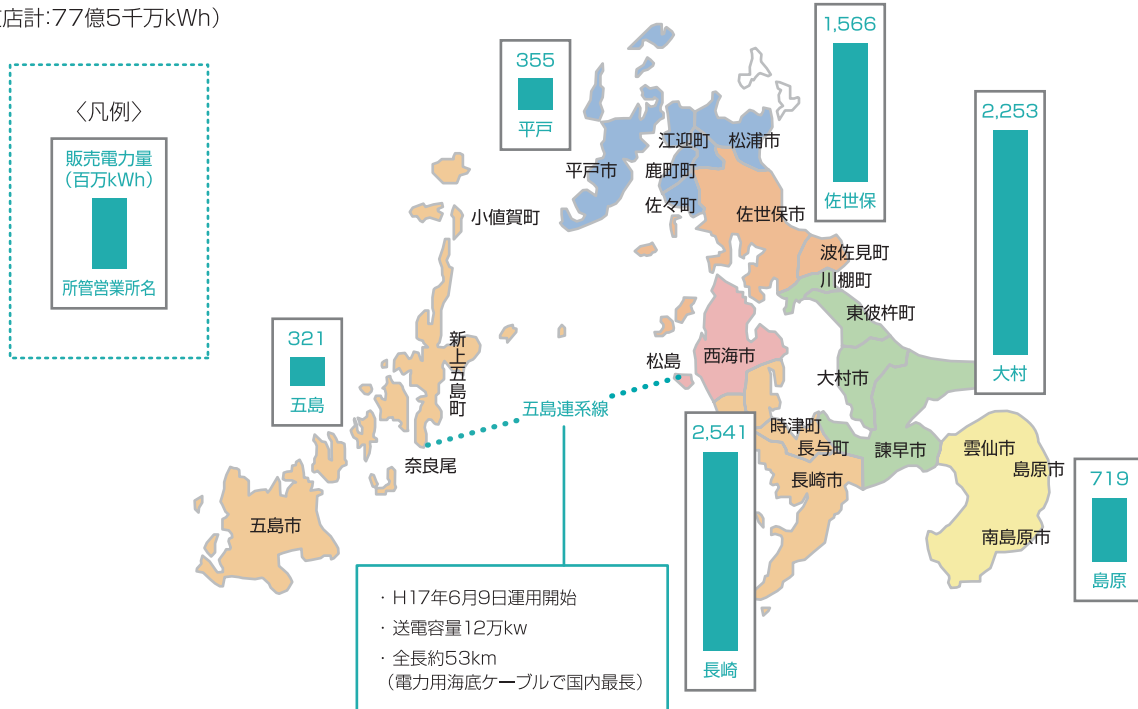 店計:77億5千万kWh)
〈凡例〉
販売電力量
(百万kWh)
所管営業所名
355
平戸
1,566
佐世保
2,253
大村
321
五島
2,541
長崎
719
島原
平戸市
江迎町
松浦市
鹿町町
佐々町
佐世保市
小値賀町
波佐見町
川棚町
東彼杵町
新上五島町
松島
西海市
大村市
五島連系線
時津町
長与町
諫早市
長崎市
雲仙市
島原市
南島原市
奈良尾
五島市
・H17年6月9日運用開始
・送電容量12万kw
・全長約53km
(電力用海底ケーブルで国内最長)